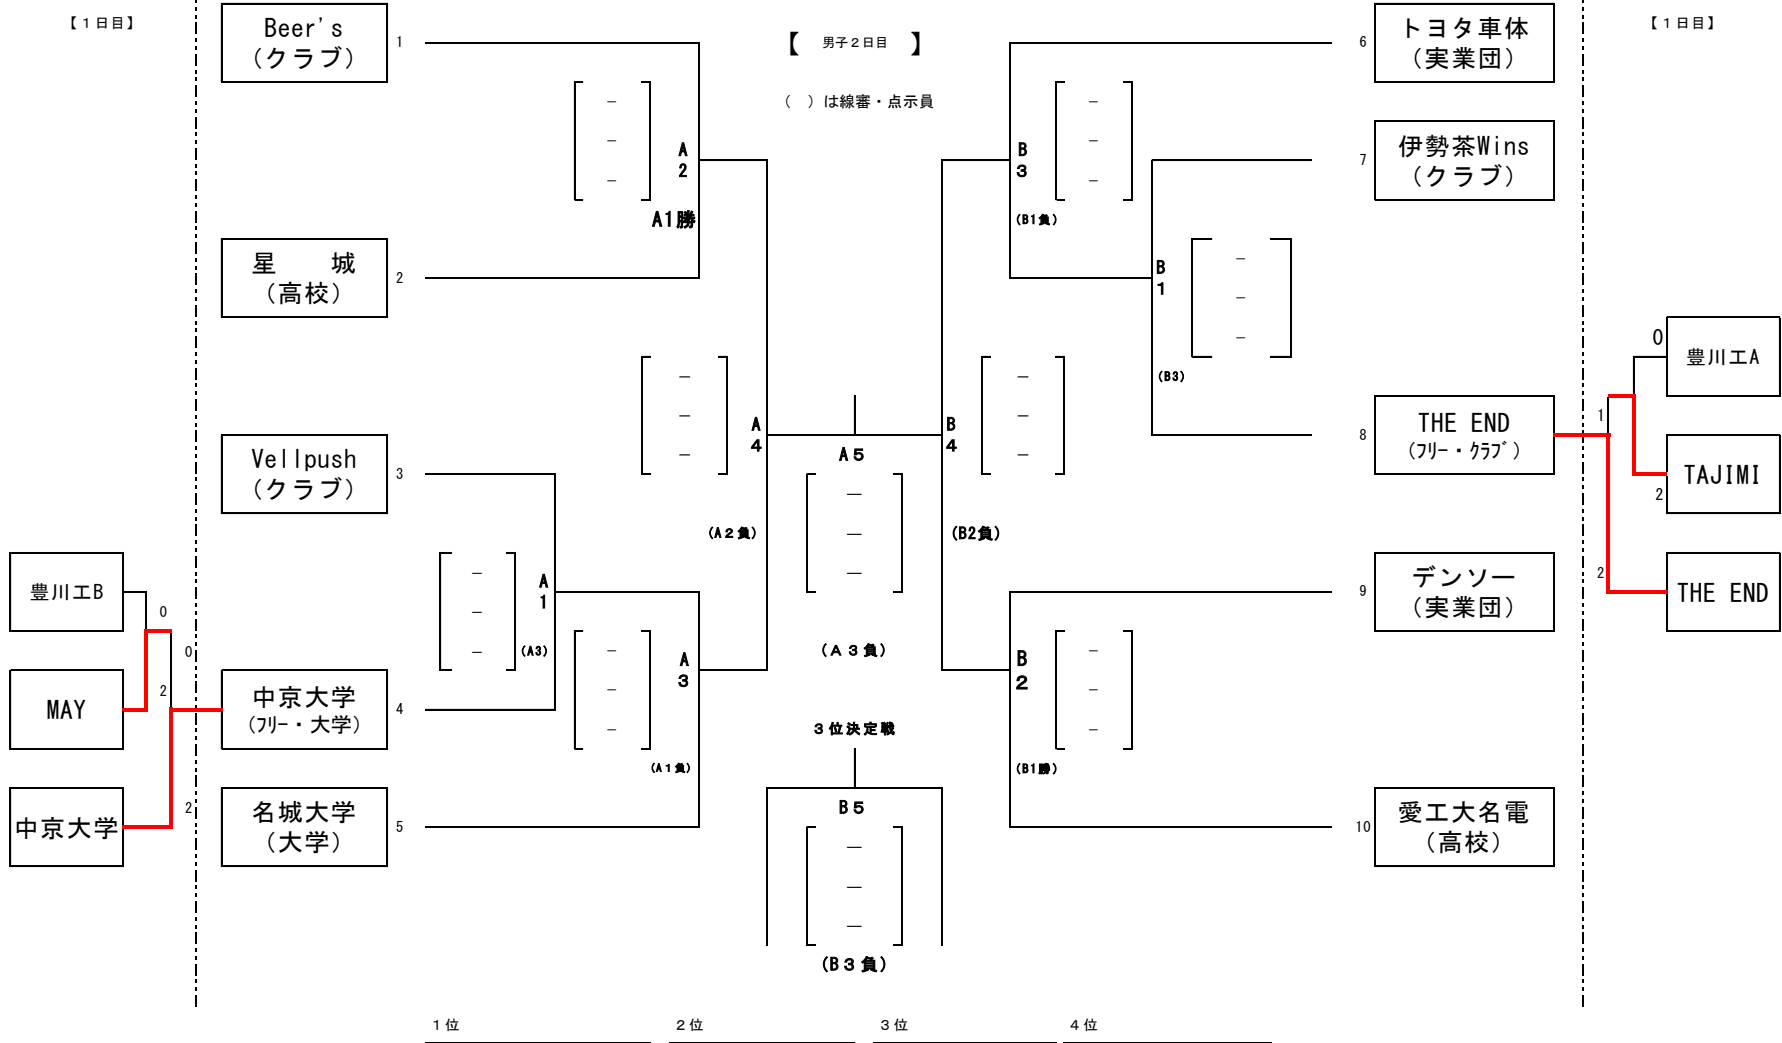 【１日目】
【 男子２日目 】
【１日目】
（ ）は線審・点示員
Beer's
（クラブ）
1
A
2
A1勝
星　城
（高校）
2
Vellpush
（クラブ）
3
A
1
(A3)
中京大学
（フリー・大学）
4
A
3
(A1負)
名城大学
（大学）
5
豊川工B
0
0
MAY
2
中京大学
2
A
4
(A２負)
A５
(A３負)
３位決定戦
B５
(B３負)
トヨタ車体
（実業団）
6
B
3
(B1負)
伊勢茶Wins
（クラブ）
7
B
1
(B3)
THE END
（フリー・クラブ）
8
B
4
(B2負)
デンソー
（実業団）
9
B
2
(B1勝)
愛工大名電
（高校）
10
0
豊川工A
1
TAJIMI
2
2
THE END
１位
２位
３位
４位